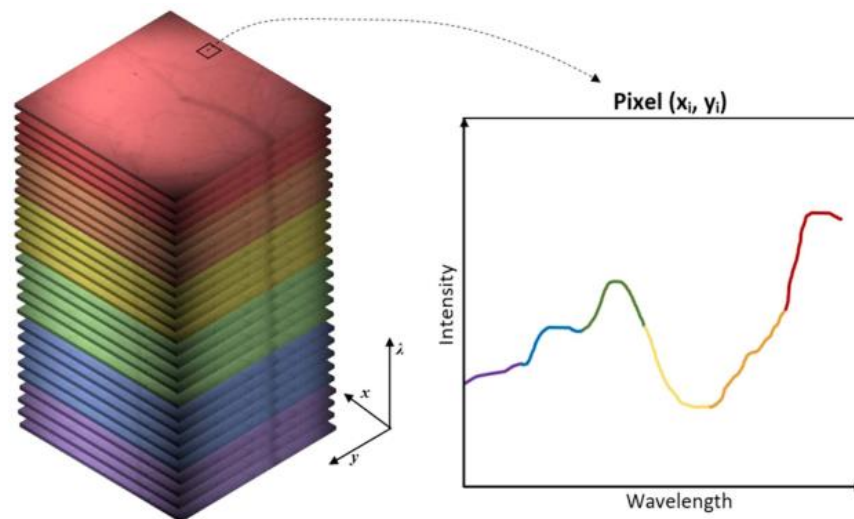 Pixel (xᵢ, yᵢ)
Intensity
λ
x
y
Wavelength